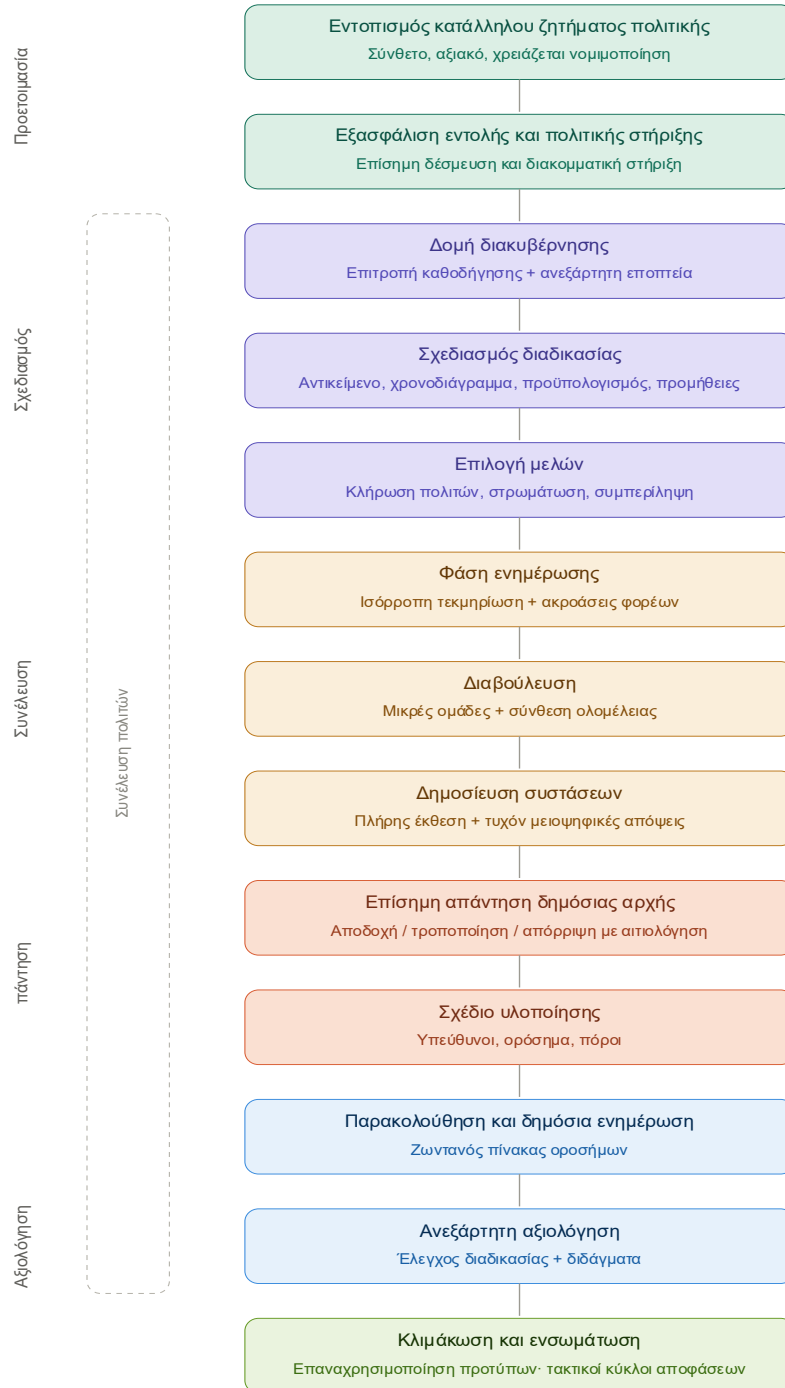 Προετοιμασία
Εντοπισμός κατάλληλου ζητήματος πολιτικής
Σύνθετο, αξιακό, χρειάζεται νομιμοποίηση
Εξασφάλιση εντολής και πολιτικής στήριξης
Επίσημη δέσμευση και διακομματική στήριξη
Σχεδιασμός
Δομή διακυβέρνησης
Επιτροπή καθοδήγησης + ανεξάρτητη εποπτεία
Σχεδιασμός διαδικασίας
Αντικείμενο, χρονοδιάγραμμα, προϋπολογισμός, προμήθειες
Επιλογή μελών
Κλήρωση πολιτών, στρωμάτωση, συμπερίληψη
Συνέλευση
Συνέλευση πολιτών
Φάση ενημέρωσης
Ισόρροπη τεκμηρίωση + ακροάσεις φορέων
Διαβούλευση
Μικρές ομάδες + σύνθεση ολομέλειας
Δημοσίευση συστάσεων
Πλήρης έκθεση + τυχόν μειοψηφικές απόψεις
πάντηση
Επίσημη απάντηση δημόσιας αρχής
Αποδοχή / τροποποίηση / απόρριψη με αιτιολόγηση
Σχέδιο υλοποίησης
Υπεύθυνοι, ορόσημα, πόροι
Αξιολόγηση
Παρακολούθηση και δημόσια ενημέρωση
Ζωντανός πίνακας οροσήμων
Ανεξάρτητη αξιολόγηση
Έλεγχος διαδικασίας + διδάγματα
Κλιμάκωση και ενσωμάτωση
Επαναχρησιμοποίηση προτύπων· τακτικοί κύκλοι αποφάσεων